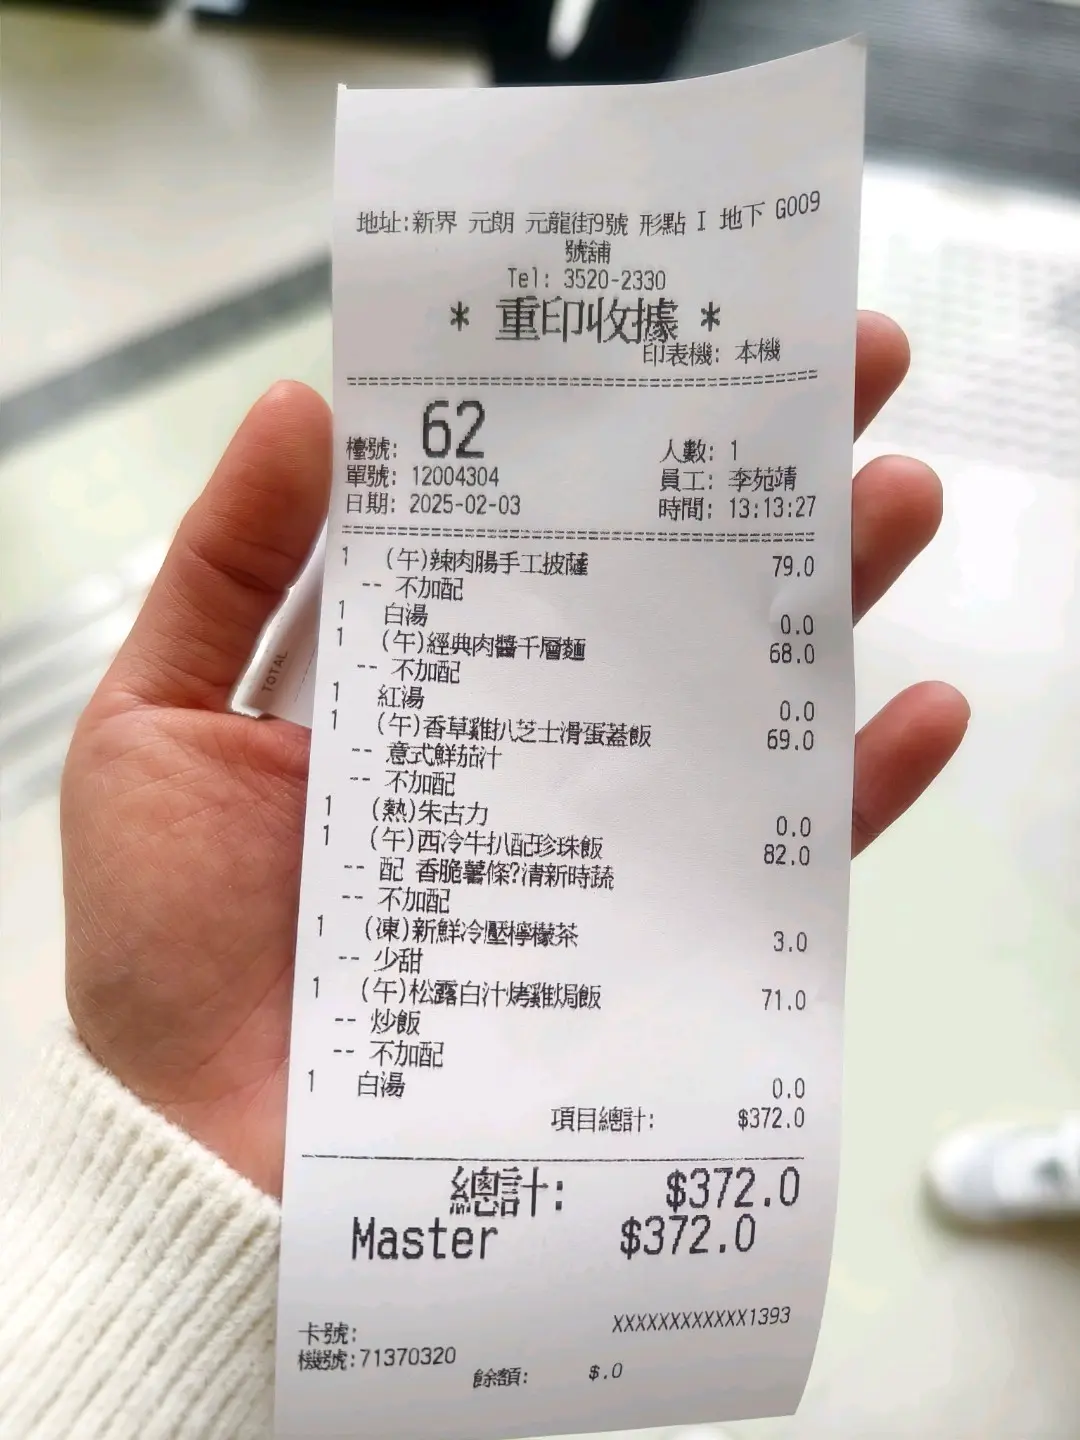 地址:新界 元朗 元龍街9號 形點 I 地下 G009
號舖
Tel: 3520-2330
* 重印收據 *
印表機: 本機
檯號: 62 人數: 1
單號: 12004304 員工: 李苑靖
日期: 2025-02-03 時間: 13:13:27
1 (午)辣肉腸手工披薩 79.0
-- 不加配
1 白湯 0.0
1 (午)經典肉醬千層麵 68.0
-- 不加配
1 紅湯 0.0
1 (午)香草雞扒芝士滑蛋蓋飯 69.0
-- 意式鮮茄汁
-- 不加配
1 (熱)朱古力 0.0
1 (午)西冷牛扒配珍珠飯 82.0
-- 配 香脆薯條?清新時蔬
-- 不加配
1 (凍)新鮮冷壓檸檬茶 3.0
-- 少甜
1 (午)松露白汁烤雞焗飯 71.0
-- 炒飯
-- 不加配
1 白湯 0.0
項目總計: $372.0
總計: $372.0
Master $372.0
卡號: XXXXXXXXXXXX1393
機號:71370320
餘額: $.0
TOTAL